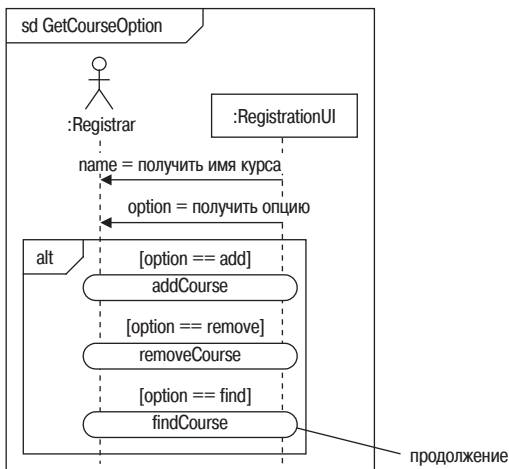 sd GetCourseOption
:Registrar
:RegistrationUI
name = получить имя курса
option = получить опцию
alt
[option == add]
addCourse
[option == remove]
removeCourse
[option == find]
findCourse
продолжение